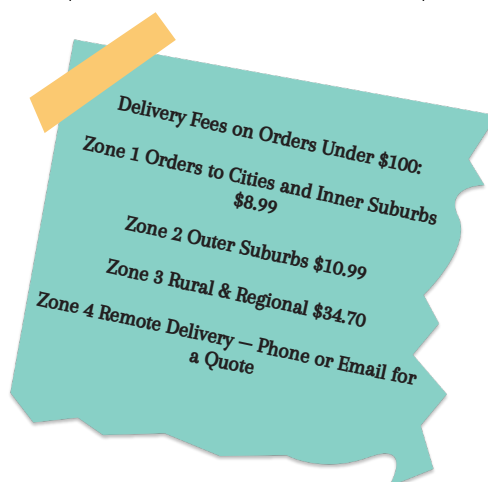 Delivery Fees on Orders Under $100:
Zone 1 Orders to Cities and Inner Suburbs
$8.99
Zone 2 Outer Suburbs $10.99
Zone 3 Rural & Regional $34.70
Zone 4 Remote Delivery – Phone or Email for
a Quote